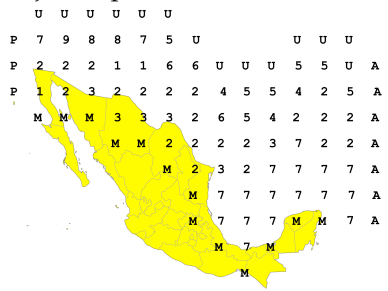 U U U U U U
P 7 9 8 8 7 5 U U U U
P 2 2 2 1 1 6 6 U U U 5 5 U A
P 1 2 3 2 2 2 2 4 5 5 4 2 5 A
M M M 3 3 3 2 6 5 4 2 2 2 A
M M 2 2 2 2 3 7 2 2 A
M 2 3 2 7 7 7 7 A
M 7 7 7 7 7 7 A
M 7 7 7 M M 7 A
M 7 M
M